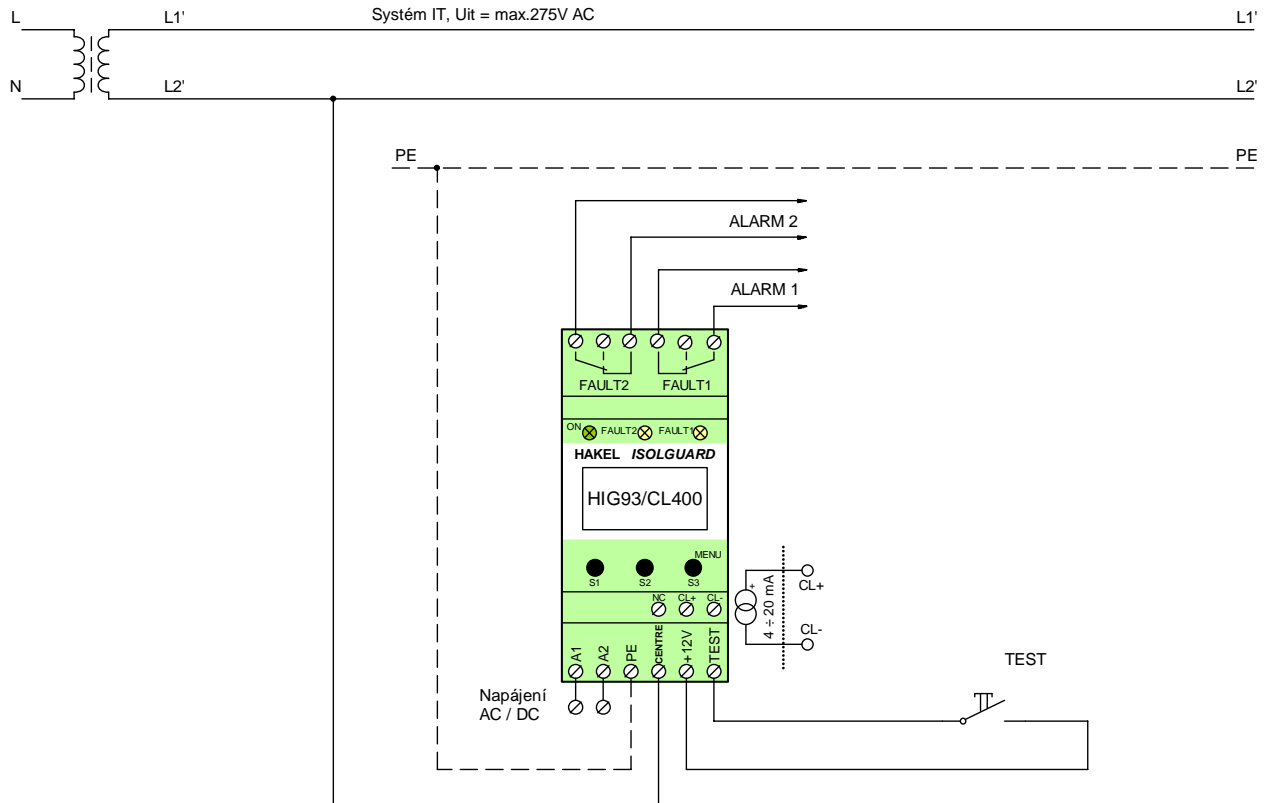 L
L1'
Systém IT, Uit = max.275V AC
L1'
N
L2'
L2'
PE
PE
ALARM 2
ALARM 1
FAULT2
FAULT1
ON
FAULT2
FAULT1
HAKEL ISOLGUARD
HIG93/CL400
MENU
S1
S2
S3
NC
CL+
CL-
+
4 ÷ 20 mA
CL+
CL-
A1
A2
PE
CENTRE
+12V
TEST
TEST
Napájení
AC / DC